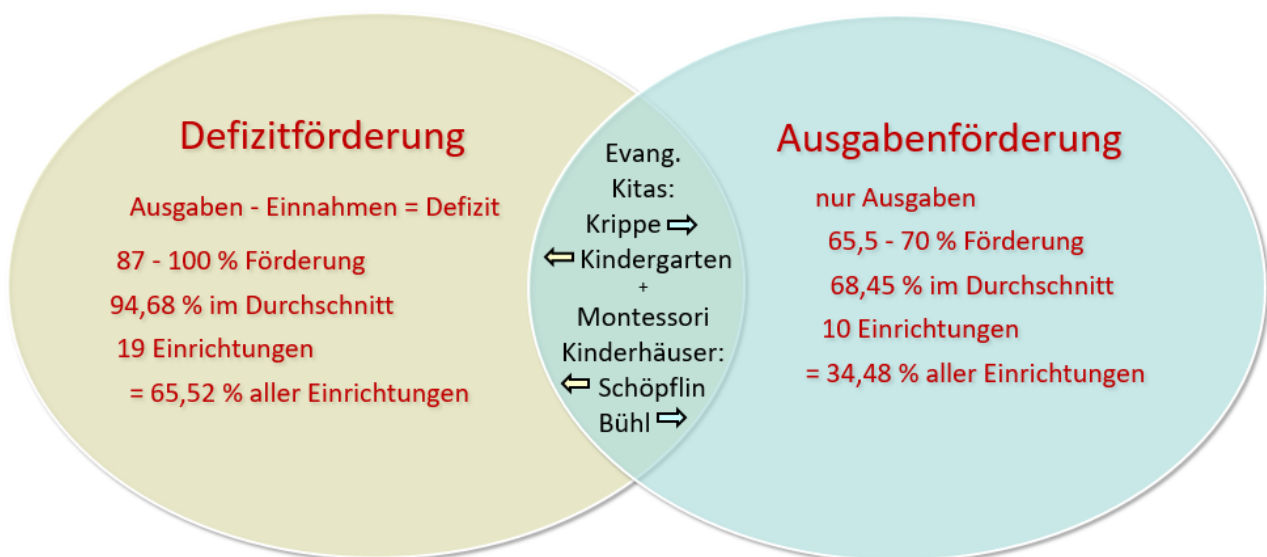 Defizitförderung
Ausgaben - Einnahmen = Defizit
87 - 100 % Förderung
94,68 % im Durchschnitt
19 Einrichtungen
= 65,52 % aller Einrichtungen
Evang.
Kitas:
Krippe ⇨
⇦ Kindergarten
+
Montessori
Kinderhäuser:
⇦ Schöpflin
Bühl ⇨
Ausgabenförderung
nur Ausgaben
65,5 - 70 % Förderung
68,45 % im Durchschnitt
10 Einrichtungen
= 34,48 % aller Einrichtungen